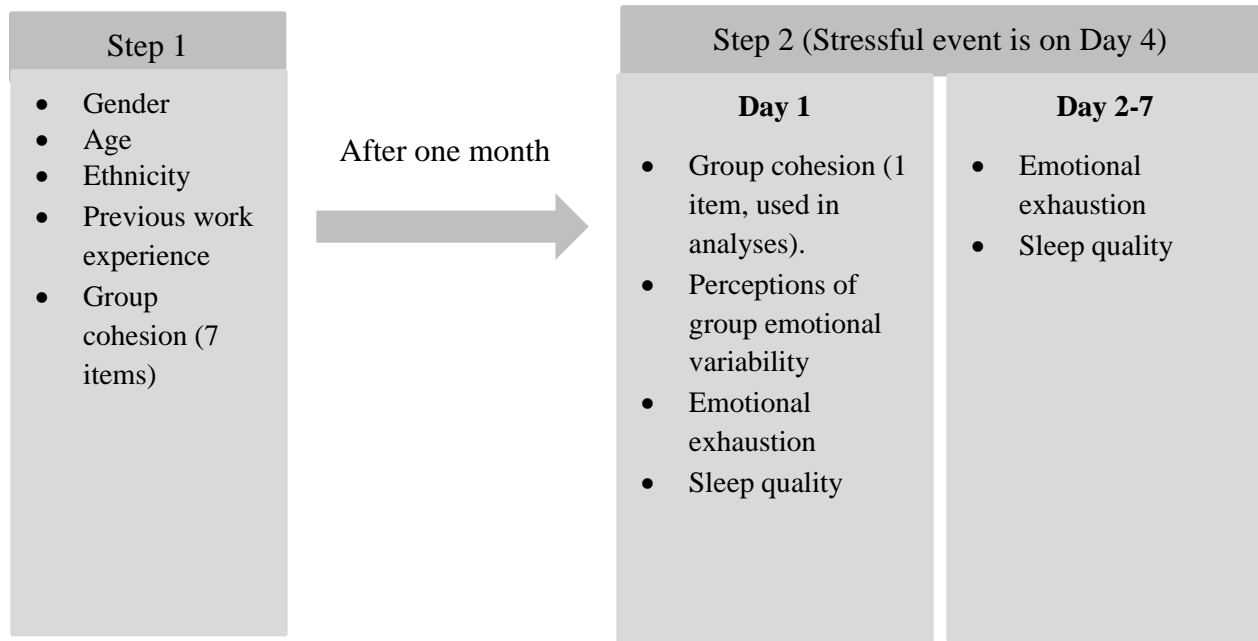 Step 1
• Gender
• Age
• Ethnicity
• Previous work
experience
• Group
cohesion (7
items)
After one month
Step 2 (Stressful event is on Day 4)
Day 1
• Group cohesion (1
item, used in
analyses).
• Perceptions of
group emotional
variability
• Emotional
exhaustion
• Sleep quality
Day 2-7
• Emotional
exhaustion
• Sleep quality